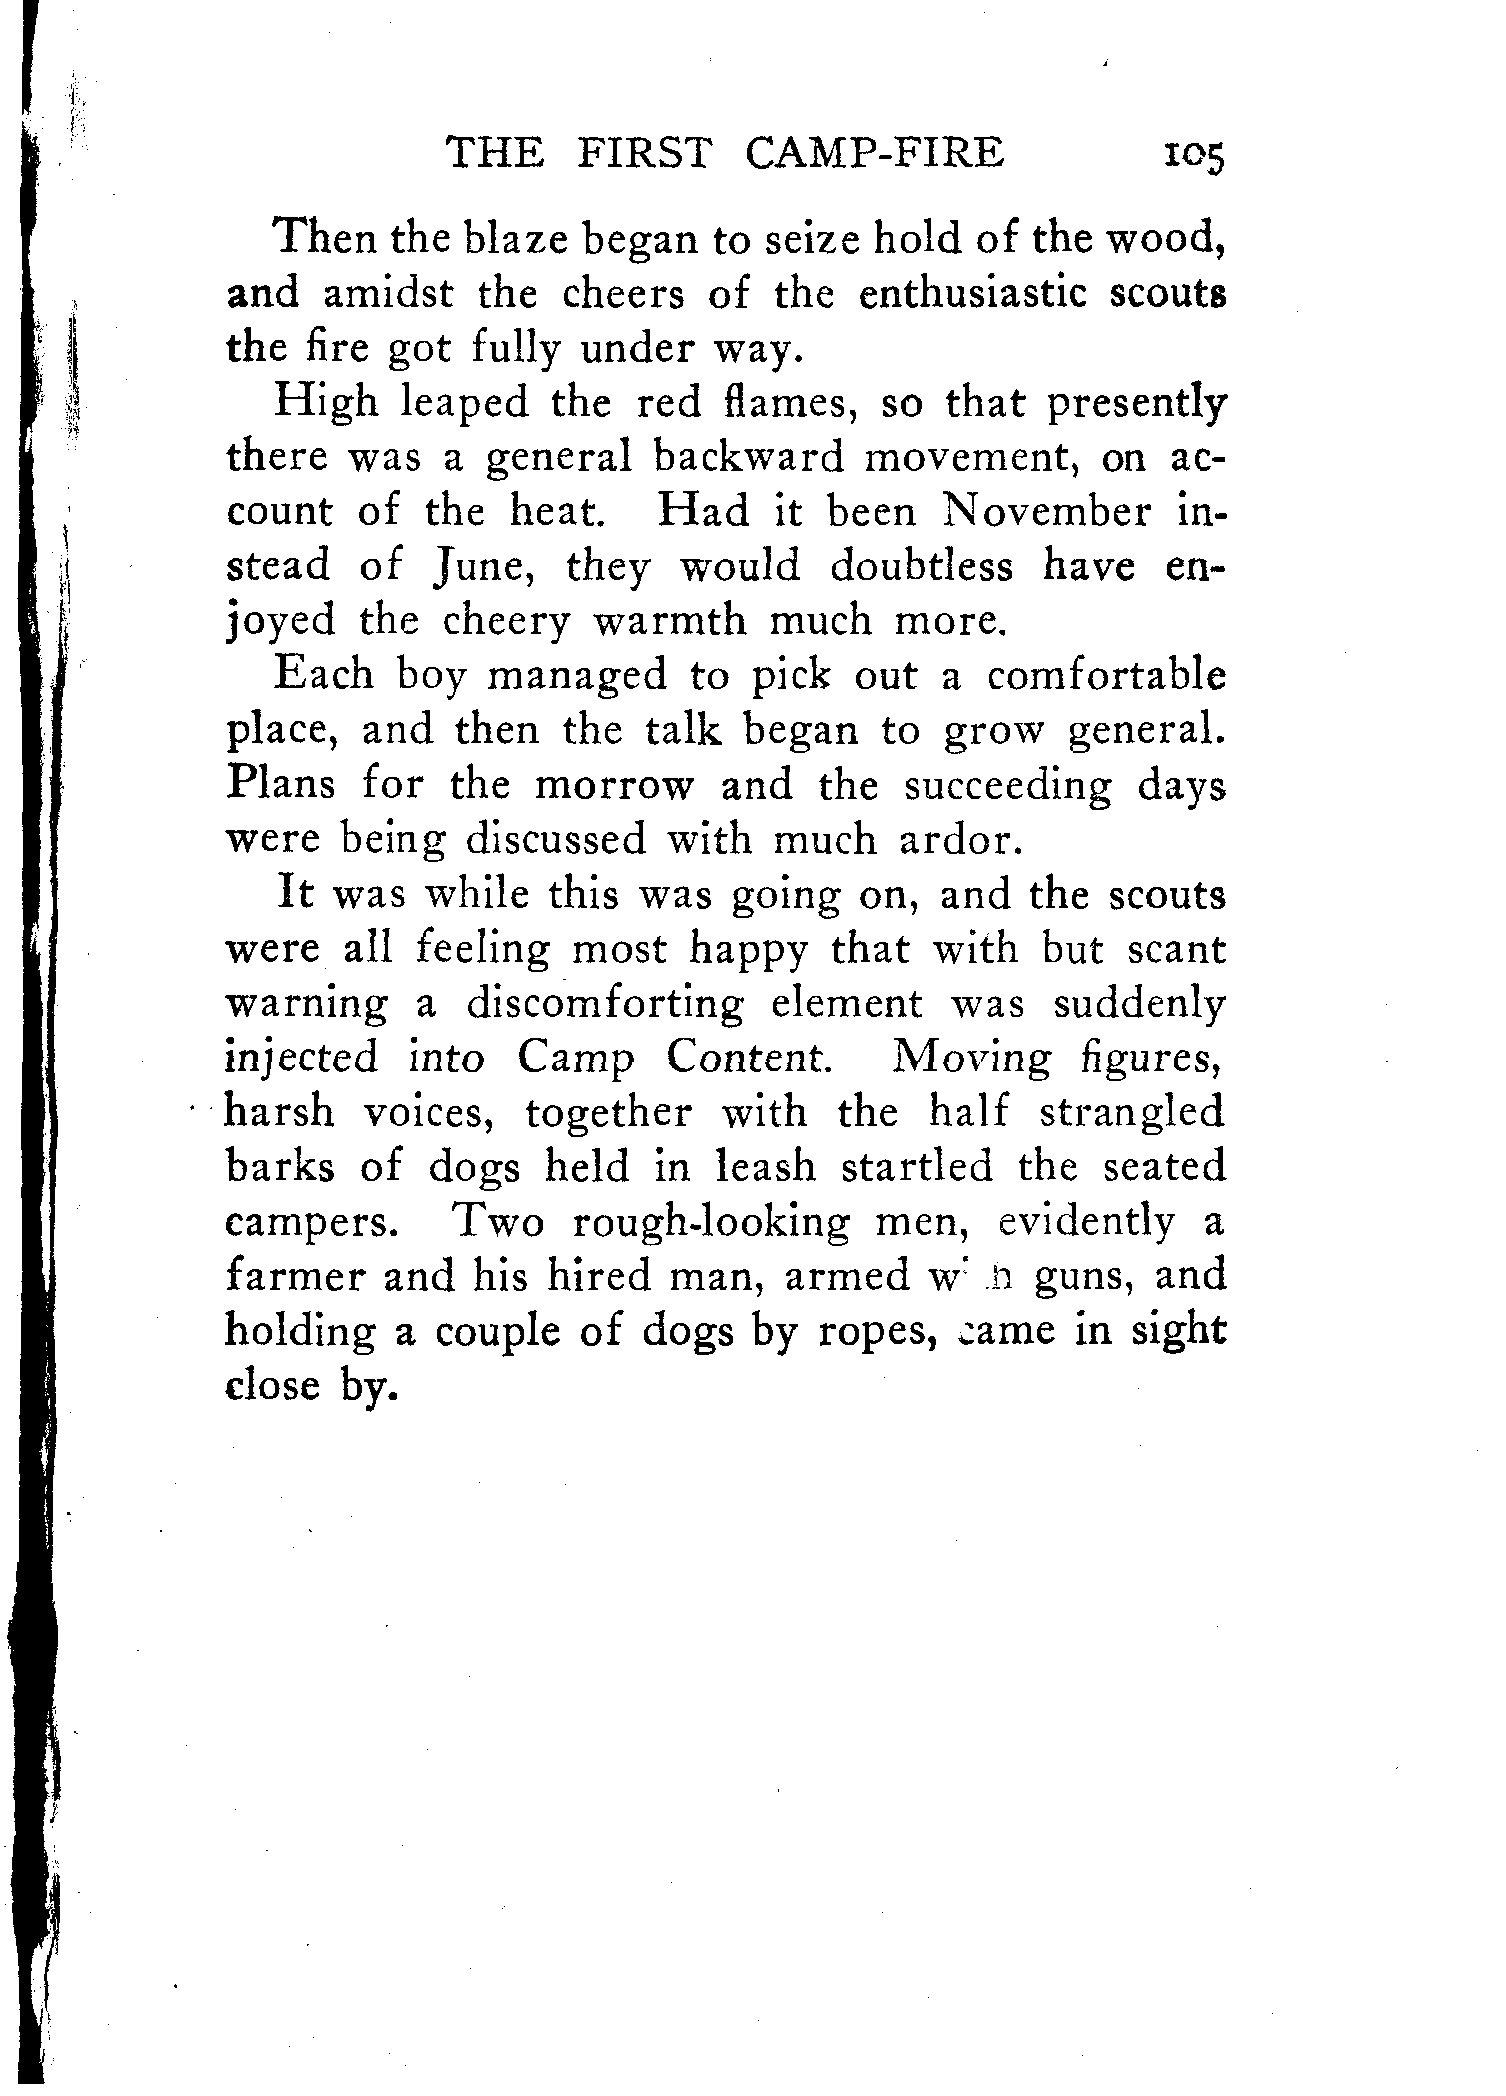 THE FIRST CAMP-FIRE 105
Then the blaze began to seize hold of the wood,
and amidst the cheers of the enthusiastic scouts
the fire got fully under way.
High leaped the red flames, so that presently
there was a general backward movement, on ac-
count of the heat. Had it been November in-
stead of June, they would doubtless have en-
joyed the cheery warmth much more.
Each boy managed to pick out a comfortable
place, and then the talk began to grow general.
Plans for the morrow and the succeeding days
were being discussed with much ardor.
It was while this was going on, and the scouts
were all feeling most happy that with but scant
warning a discomforting element was suddenly
injected into Camp Content. Moving figures,
harsh voices, together with the half strangled
barks of dogs held in leash startled the seated
campers. Two rough-looking men, evidently a
farmer and his hired man, armed with guns, and
holding a couple of dogs by ropes, came in sight
close by.